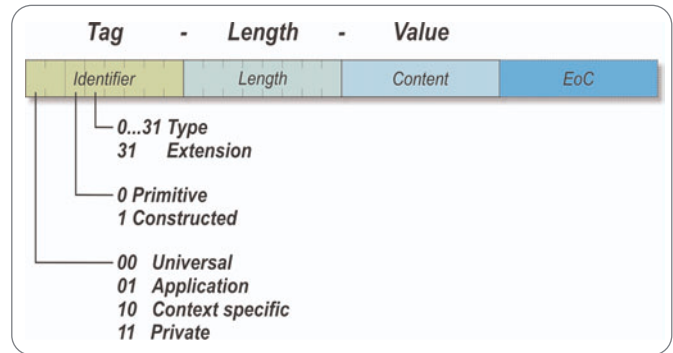 Tag - Length - Value
Identifier Length Content EoC
0...31 Type
31 Extension
0 Primitive
1 Constructed
00 Universal
01 Application
10 Context specific
11 Private